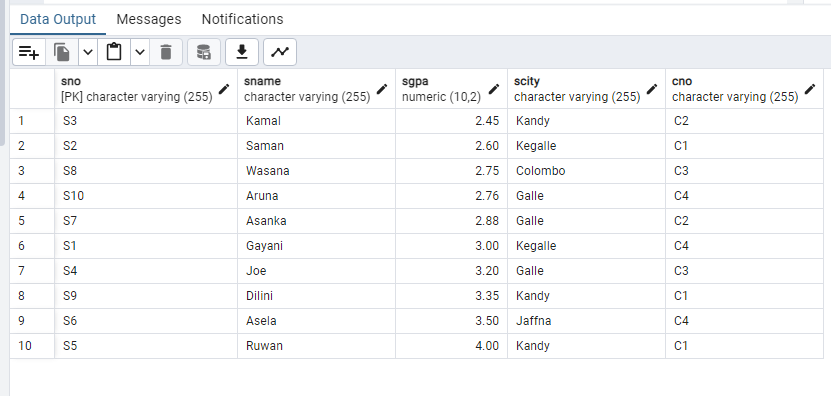 Data Output Messages Notifications
sno sname sgpa scity cno
[PK] character varying (255) character varying (255) numeric (10,2) character varying (255) character varying (255)
1 S3 Kamal 2.45 Kandy C2
2 S2 Saman 2.60 Kegalle C1
3 S8 Wasana 2.75 Colombo C3
4 S10 Aruna 2.76 Galle C4
5 S7 Asanka 2.88 Galle C2
6 S1 Gayani 3.00 Kegalle C4
7 S4 Joe 3.20 Galle C3
8 S9 Dilini 3.35 Kandy C1
9 S6 Asela 3.50 Jaffna C4
10 S5 Ruwan 4.00 Kandy C1